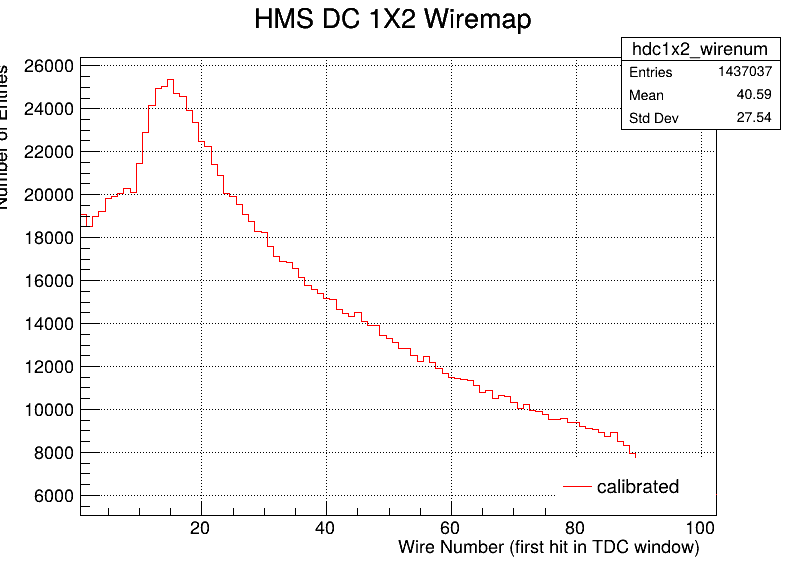 HMS DC 1X2 Wiremap
hdc1x2_wirenum
Entries 1437037
Mean 40.59
Std Dev 27.54
Number of Entries
26000
24000
22000
20000
18000
16000
14000
12000
10000
8000
6000
calibrated
20 40 60 80 100
Wire Number (first hit in TDC window)